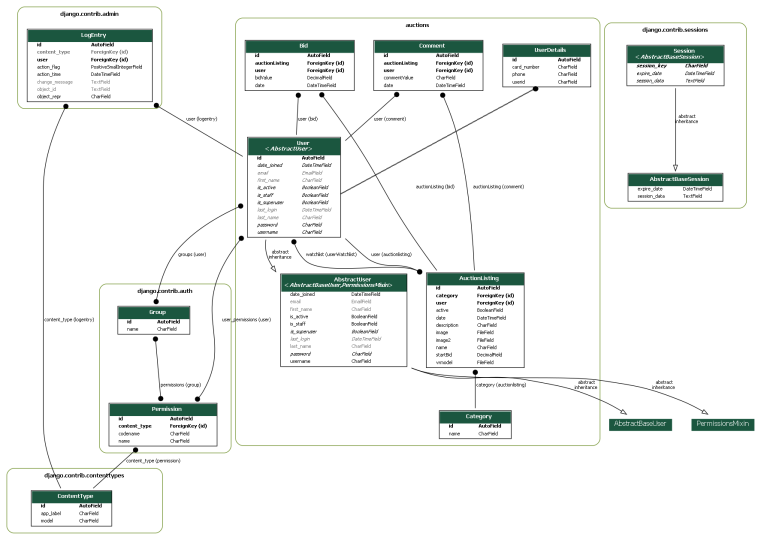 django.contrib.admin
LogEntry
id AutoField
content_type ForeignKey (id)
user ForeignKey (id)
action_flag PositiveSmallIntegerField
action_time DateTimeField
change_message TextField
object_id TextField
object_repr CharField
auctions
Bid
id AutoField
auctionListing ForeignKey (id)
user ForeignKey (id)
bidValue DecimalField
date DateTimeField
Comment
id AutoField
auctionListing ForeignKey (id)
user ForeignKey (id)
commentValue CharField
date DateTimeField
UserDetails
id AutoField
card_number CharField
phone CharField
userid CharField
django.contrib.sessions
Session
<AbstractBaseSession>
session_key CharField
expire_date DateTimeField
session_data TextField
abstract
inheritance
AbstractBaseSession
expire_date DateTimeField
session_data TextField
user (logentry)
user (bid)
user (comment)
User
<AbstractUser>
id AutoField
date_joined DateTimeField
email EmailField
first_name CharField
is_active BooleanField
is_staff BooleanField
is_superuser BooleanField
last_login DateTimeField
last_name CharField
password CharField
username CharField
auctionListing (bid)
auctionListing (comment)
groups (user)
abstract
inheritance
watchlist (userWatchlist)
user (auctionlisting)
AbstractUser
<AbstractBaseUser,PermissionsMixin>
date_joined DateTimeField
email EmailField
first_name CharField
is_active BooleanField
is_staff BooleanField
is_superuser BooleanField
last_login DateTimeField
last_name CharField
password CharField
username CharField
AuctionListing
id AutoField
category ForeignKey (id)
user ForeignKey (id)
active BooleanField
date DateTimeField
description CharField
image FileField
image2 FileField
name CharField
startBid DecimalField
vrmodel FileField
django.contrib.auth
Group
id AutoField
name CharField
content_type (logentry)
user_permissions (user)
permissions (group)
category (auctionlisting)
abstract
inheritance
abstract
inheritance
Permission
id AutoField
content_type ForeignKey (id)
codename CharField
name CharField
Category
id AutoField
name CharField
AbstractBaseUser
PermissionsMixin
content_type (permission)
django.contrib.contenttypes
ContentType
id AutoField
app_label CharField
model CharField